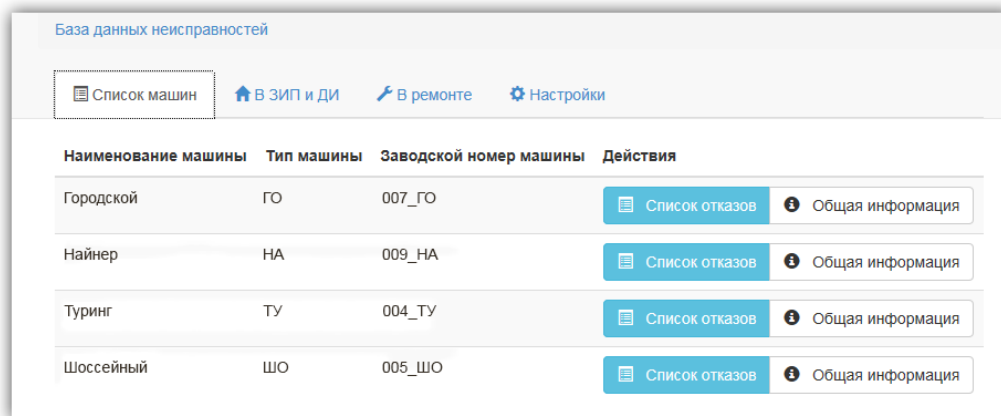 База данных неисправностей
Список машин В ЗИП и ДИ В ремонте Настройки
Наименование машины Тип машины Заводской номер машины Действия
Городской ГО 007_ГО Список отказов Общая информация
Найнер НА 009_НА Список отказов Общая информация
Туринг ТУ 004_ТУ Список отказов Общая информация
Шоссейный ШО 005_ШО Список отказов Общая информация